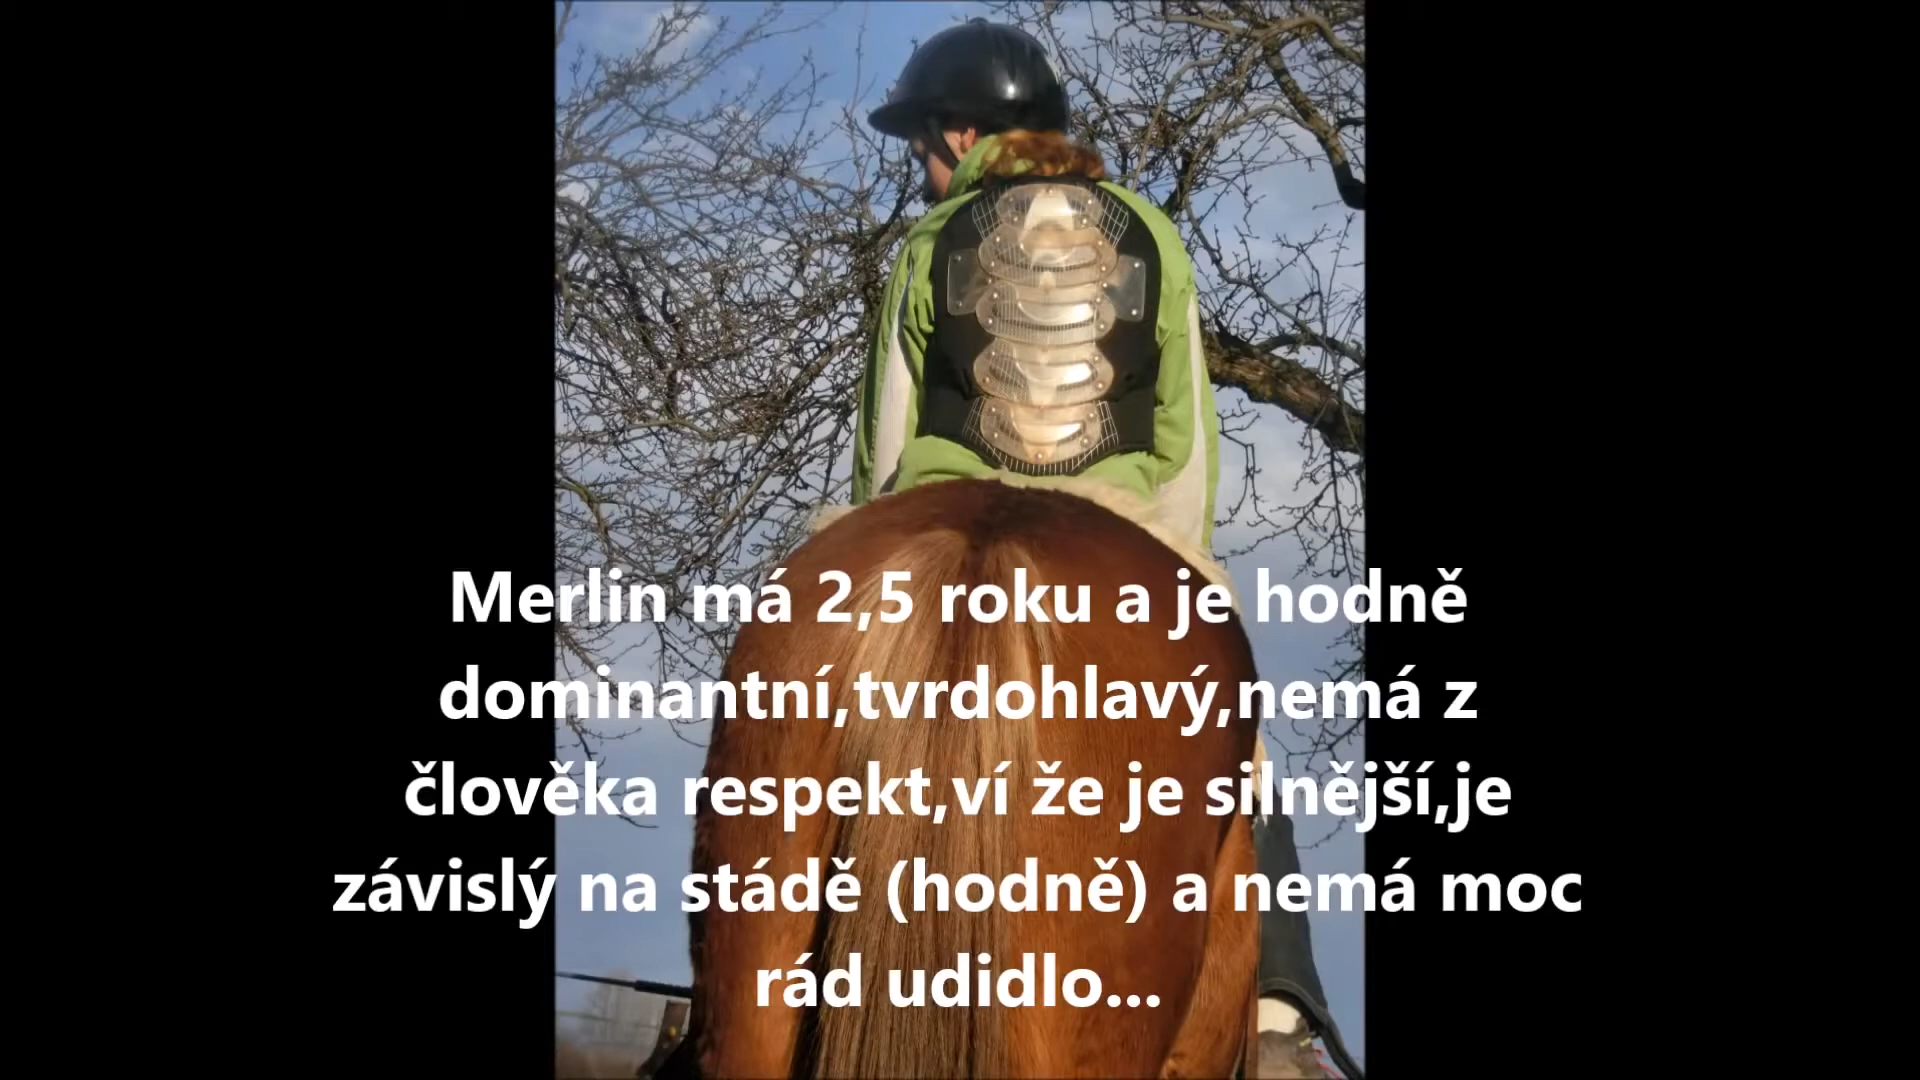 Merlin má 2,5 roku a je hodně
dominantní,tvrdohlavý,nemá z
člověka respekt,ví že je silnější,je
závislý na stádě (hodně) a nemá moc
rád udidlo...